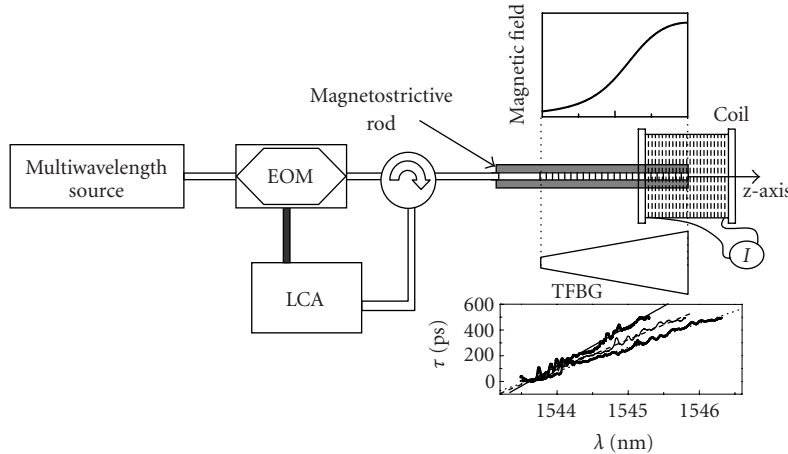 Magnetic field
Magnetostrictive
rod
Coil
Multiwavelength
source
EOM
z-axis
I
LCA
TFBG
600
400
200
0
τ (ps)
1544
1545
1546
λ (nm)